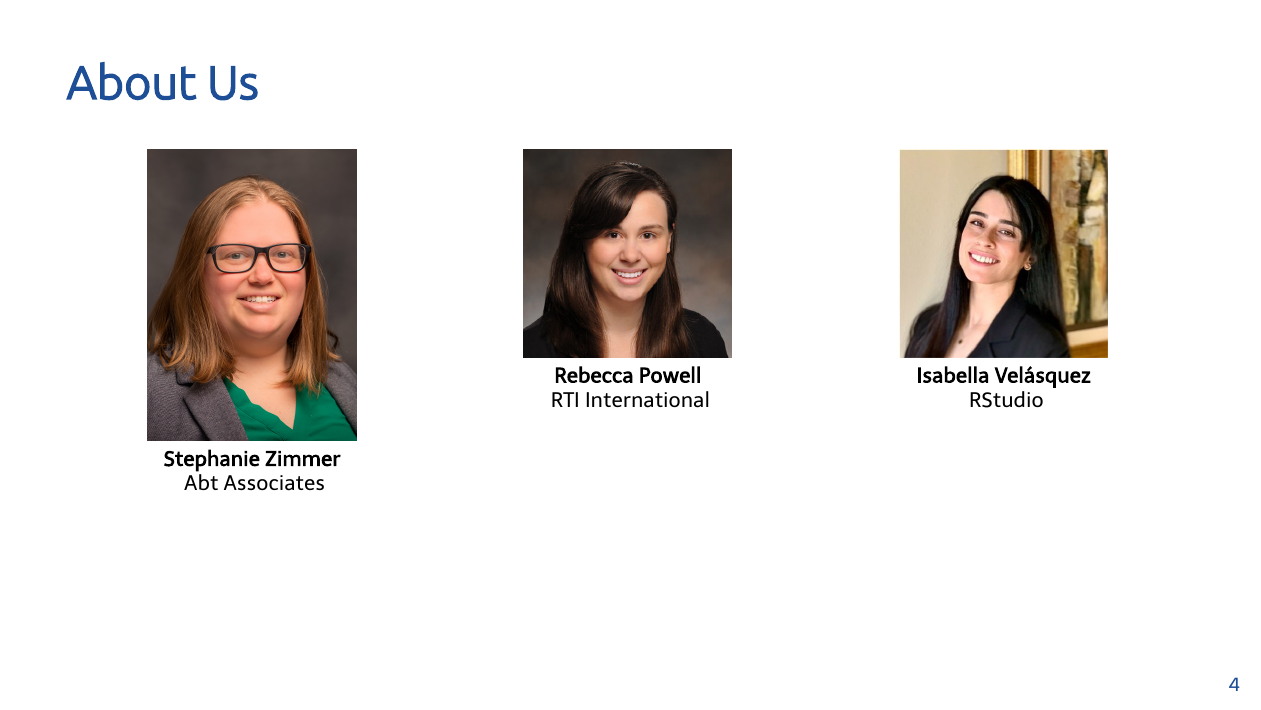 About Us
Stephanie Zimmer
Abt Associates
Rebecca Powell
RTI International
Isabella Velásquez
RStudio
4